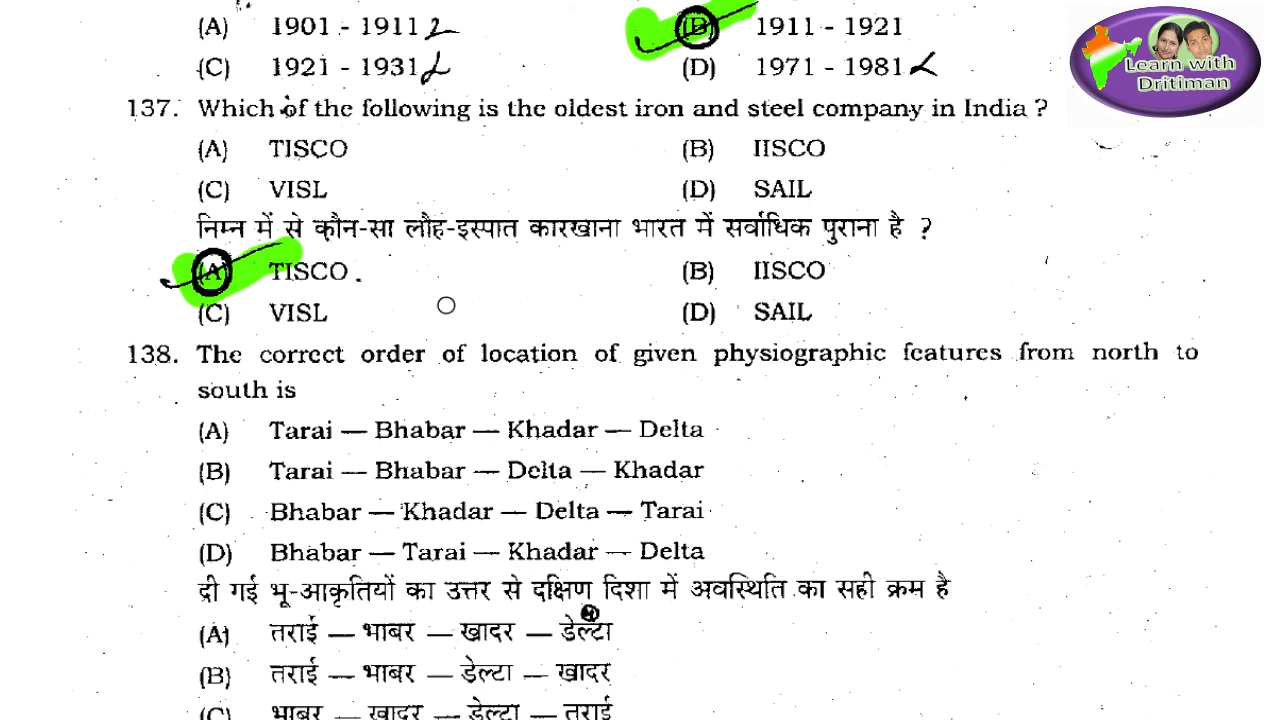 (A) 1901 - 1911 (B) 1911 - 1921
(C) 1921 - 1931 (D) 1971 - 1981
Learn with
Dritiman
137. Which of the following is the oldest iron and steel company in India ?
(A) TISCO (B) IISCO
(C) VISL (D) SAIL
निम्न में से कौन-सा लौह-इस्पात कारखाना भारत में सर्वाधिक पुराना है ?
(A) TISCO (B) IISCO
(C) VISL (D) SAIL
138. The correct order of location of given physiographic features from north to
south is
(A) Tarai — Bhabar — Khadar — Delta
(B) Tarai — Bhabar — Delta — Khadar
(C) Bhabar — Khadar — Delta — Tarai
(D) Bhabar — Tarai — Khadar — Delta
दी गई भू-आकृतियों का उत्तर से दक्षिण दिशा में अवस्थिति का सही क्रम है
(A) तराई — भाबर — खादर — डेल्टा
(B) तराई — भाबर — डेल्टा — खादर
(C) भाबर — खादर — डेल्टा — तराई